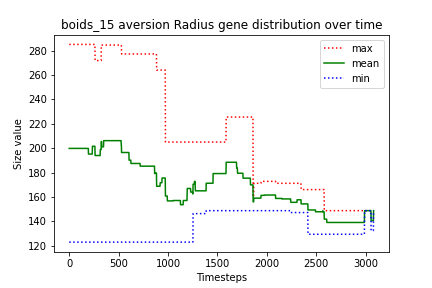 boids_15 aversion Radius gene distribution over time
max
mean
min
280
260
240
220
200
180
160
140
120
Size value
0
500
1000
1500
2000
2500
3000
Timesteps